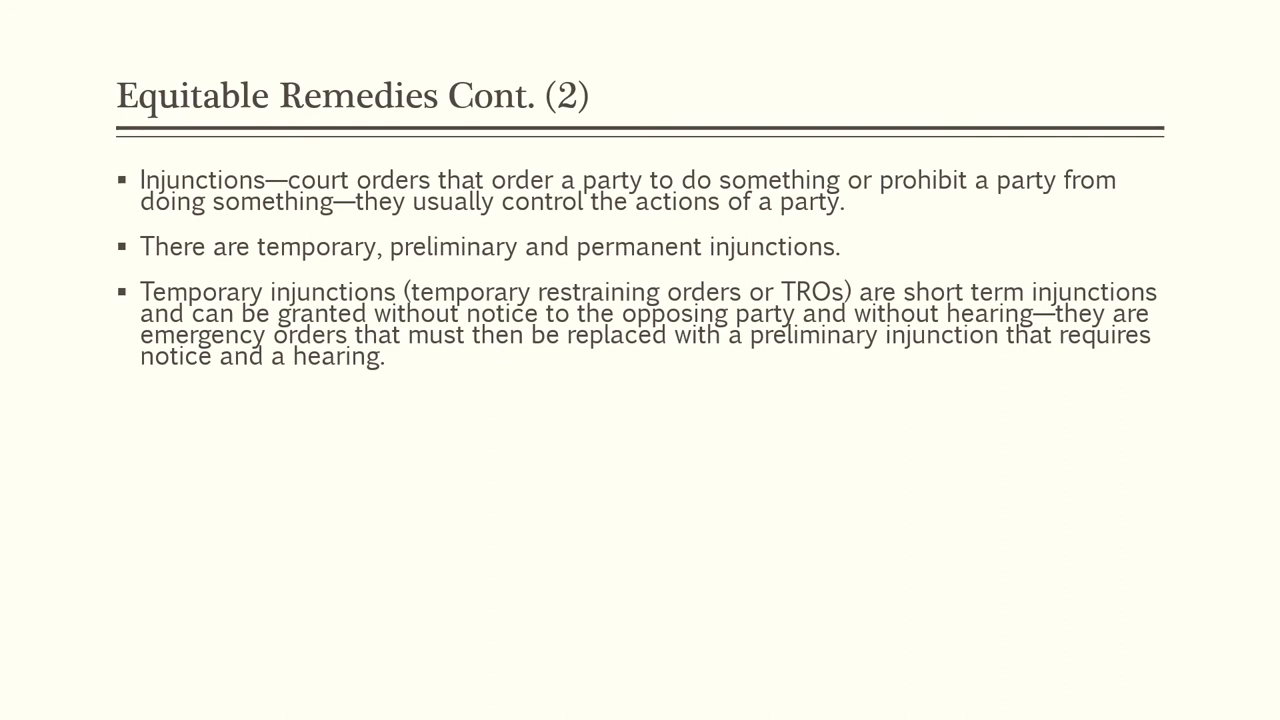 Equitable Remedies Cont. (2)
▪ Injunctions—court orders that order a party to do something or prohibit a party from
doing something—they usually control the actions of a party.
▪ There are temporary, preliminary and permanent injunctions.
▪ Temporary injunctions (temporary restraining orders or TROs) are short term injunctions
and can be granted without notice to the opposing party and without hearing—they are
emergency orders that must then be replaced with a preliminary injunction that requires
notice and a hearing.